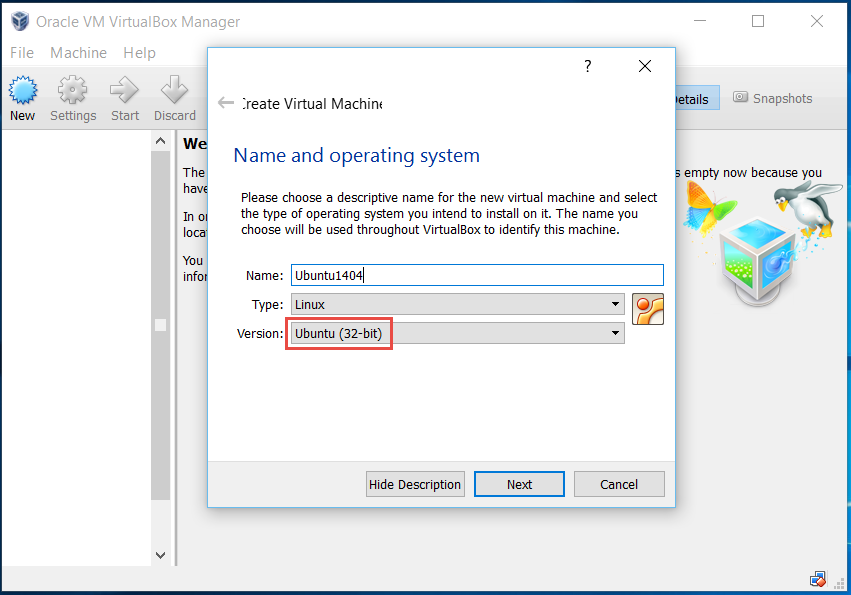 Oracle VM VirtualBox Manager
File Machine Help
New Settings Start Discard
Details Snapshots
We
The
have
In or
locat
You
infor
s empty now because you
?
Create Virtual Machine
Name and operating system
Please choose a descriptive name for the new virtual machine and select
the type of operating system you intend to install on it. The name you
choose will be used throughout VirtualBox to identify this machine.
Name: Ubuntu1404
Type: Linux
Version: Ubuntu (32-bit)
Hide Description Next Cancel